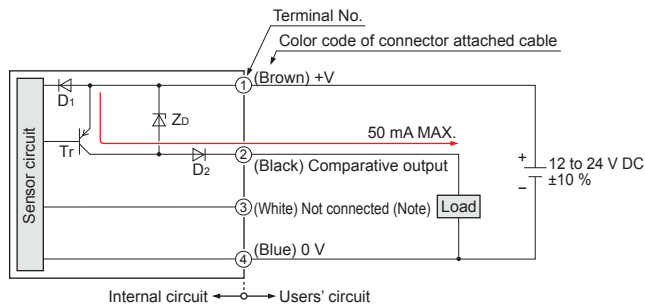 Terminal No.
Color code of connector attached cable
1 (Brown) +V
D1
ZD
50 mA MAX.
Tr
D2
2 (Black) Comparative output
+ 12 to 24 V DC
− ±10 %
Sensor circuit
3 (White) Not connected (Note)
Load
4 (Blue) 0 V
Internal circuit
Users' circuit